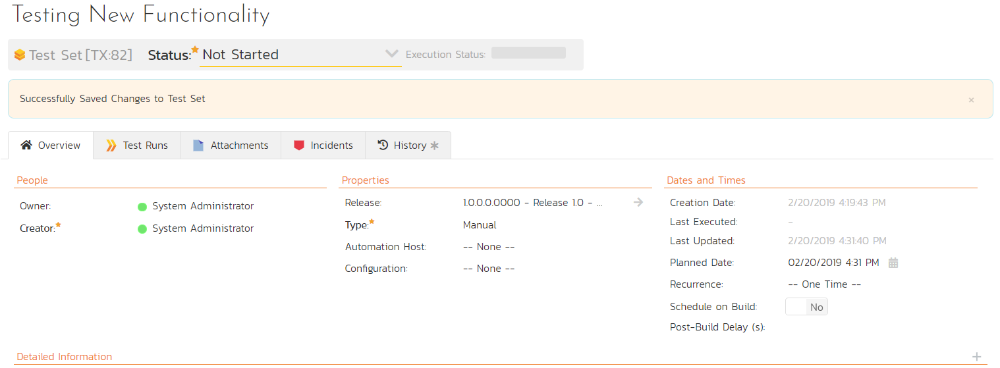 Testing New Functionality
Test Set [TX:82] Status: Not Started Execution Status:
Successfully Saved Changes to Test Set ×
Overview Test Runs Attachments Incidents History
People
Owner: System Administrator
Creator: System Administrator
Properties
Release: 1.0.0.0.0000 - Release 1.0 - ...
Type: Manual
Automation Host: -- None --
Configuration: -- None --
Dates and Times
Creation Date: 2/20/2019 4:19:43 PM
Last Executed: -
Last Updated: 2/20/2019 4:31:40 PM
Planned Date: 02/20/2019 4:31 PM
Recurrence: -- One Time --
Schedule on Build: No
Post-Build Delay (s):
Detailed Information +